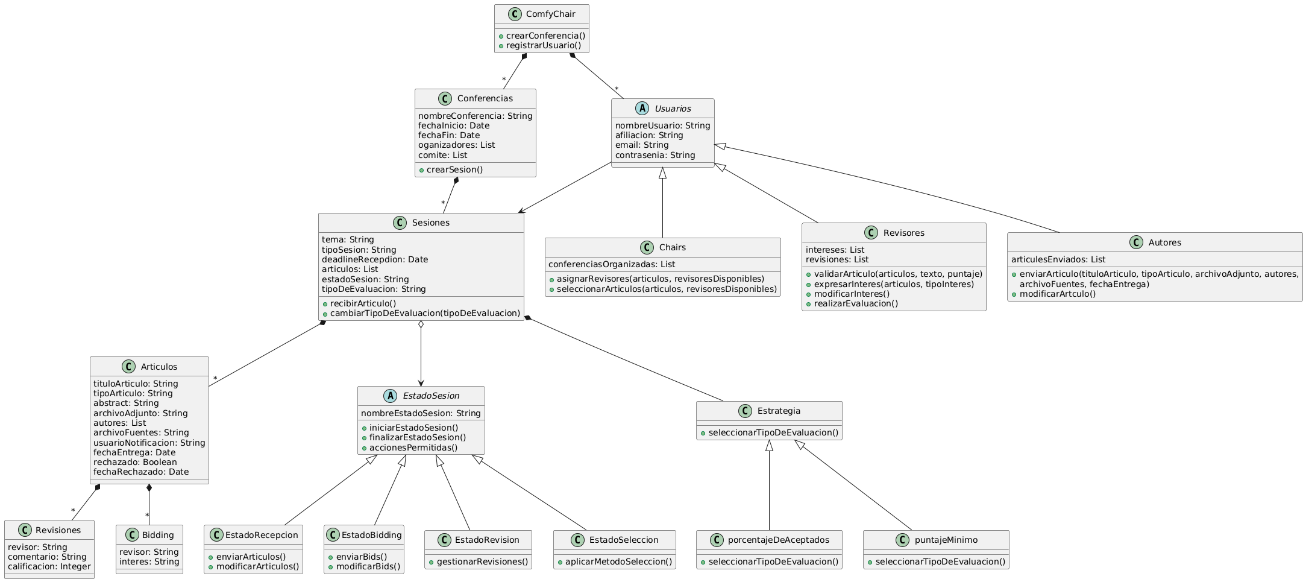 C ComfyChair
crearConferencia()
registrarUsuario()
*
*
C Conferencias
nombreConferencia: String
fechaInicio: Date
fechaFin: Date
oganizadores: List
comite: List
crearSesion()
A Usuarios
nombreUsuario: String
afiliacion: String
email: String
contrasenia: String
*
C Sesiones
tema: String
tipoSesion: String
deadlineRecepdion: Date
articulos: List
estadoSesion: String
tipoDeEvaluacion: String
recibirArticulo()
cambiarTipoDeEvaluacion(tipoDeEvaluacion)
C Chairs
conferenciasOrganizadas: List
asignarRevisores(articulos, revisoresDisponibles)
seleccionarArticulos(articulos, revisoresDisponibles)
C Revisores
intereses: List
revisiones: List
validarArticulo(articulos, texto, puntaje)
expresarInteres(articulos, tipoInteres)
modificarInteres()
realizarEvaluacion()
C Autores
articulesEnviados: List
enviarArticulo(tituloArticulo, tipoArticulo, archivoAdjunto, autores,
archivoFuentes, fechaEntrega)
modificarArtculo()
*
C Articulos
tituloArticulo: String
tipoArticulo: String
abstract: String
archivoAdjunto: String
autores: List
archivoFuentes: String
usuarioNotificacion: String
fechaEntrega: Date
rechazado: Boolean
fechaRechazado: Date
A EstadoSesion
nombreEstadoSesion: String
iniciarEstadoSesion()
finalizarEstadoSesion()
accionesPermitidas()
C Estrategia
seleccionarTipoDeEvaluacion()
*
*
C Revisiones
revisor: String
comentario: String
calificacion: Integer
C Bidding
revisor: String
interes: String
C EstadoRecepcion
enviarArticulos()
modificarArticulos()
C EstadoBidding
enviarBids()
modificarBids()
C EstadoRevision
gestionarRevisiones()
C EstadoSeleccion
aplicarMetodoSeleccion()
C porcentajeDeAceptados
seleccionarTipoDeEvaluacion()
C puntajeMinimo
seleccionarTipoDeEvaluacion()